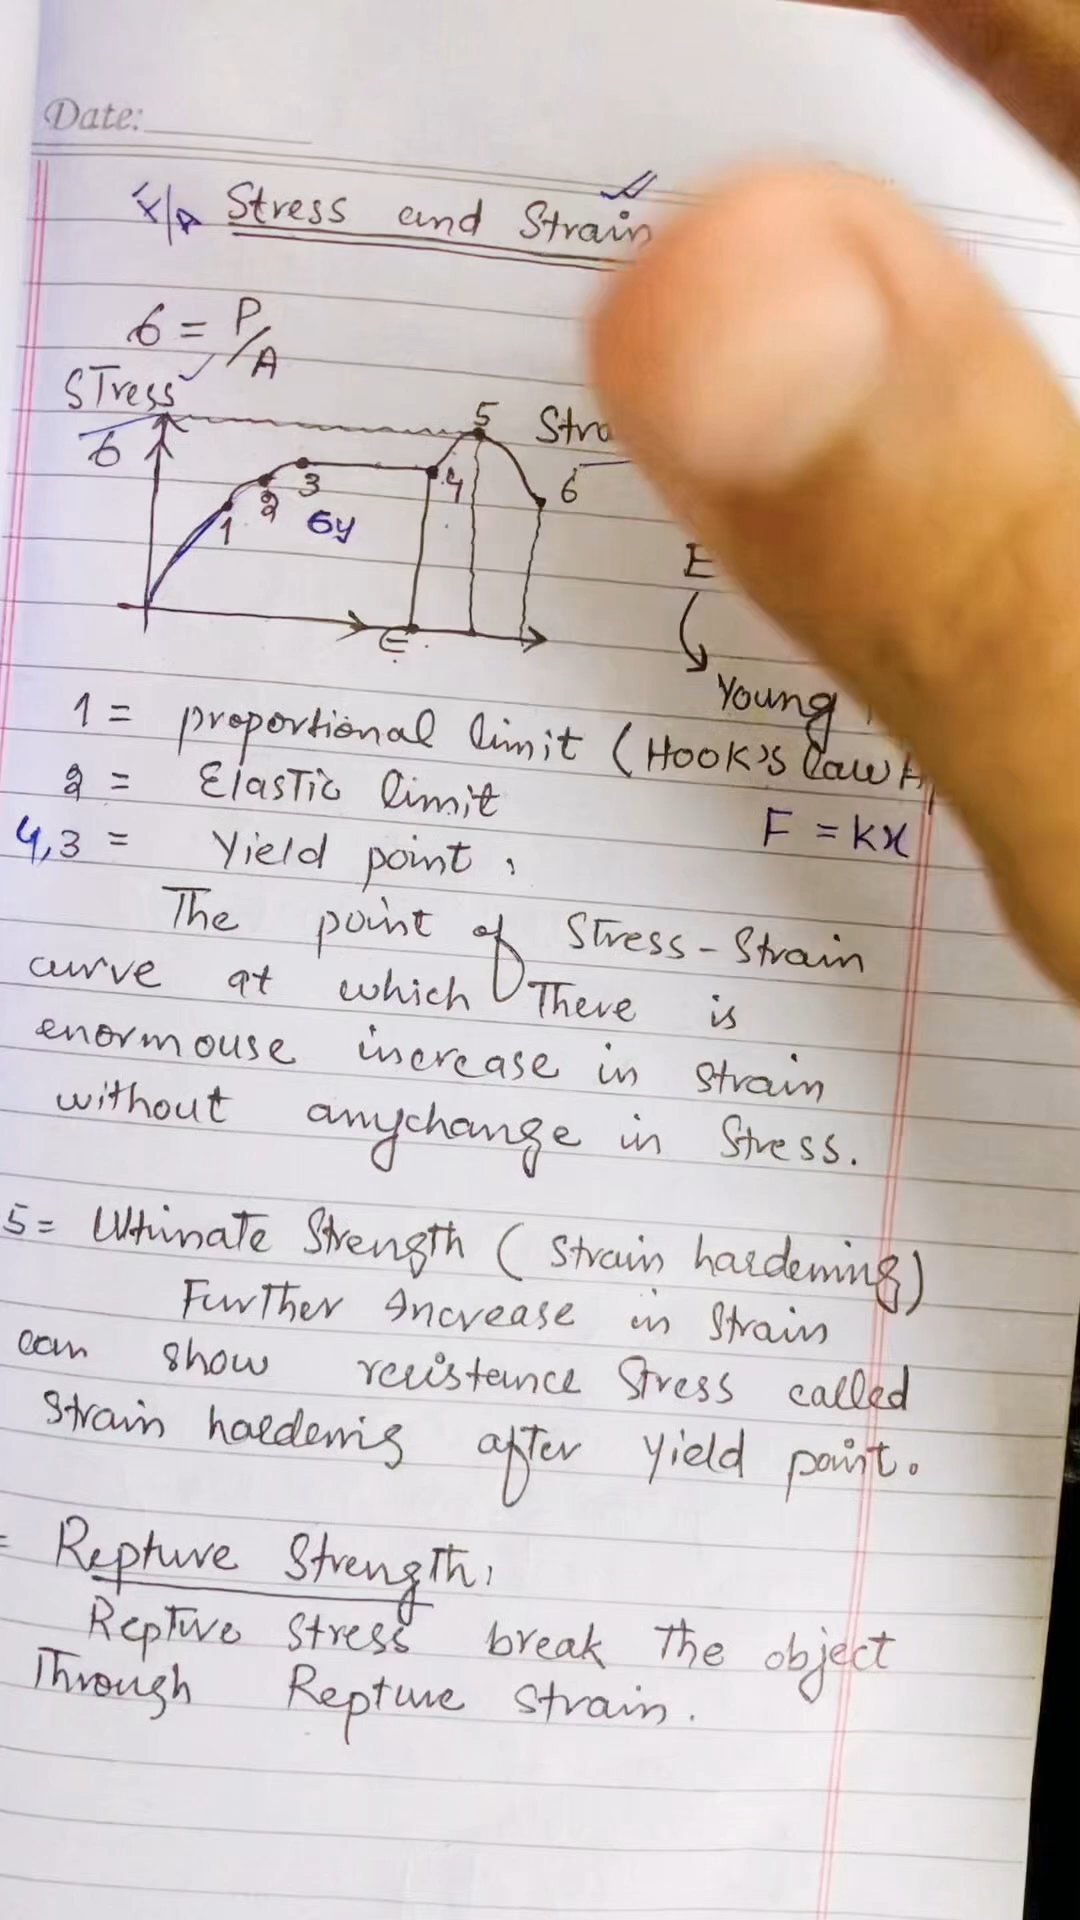 Date:
F/A Stress and Strain
6 = P/A
STress
6
5
6
4
3
2
1
6y
E
Є
Young
1 = proportional limit (HOOK's law
2 = Elastic limit
F = kx
4,3 = Yield point,
The point of Stress-Strain
curve at which There is
enormouse increase in strain
without anychange in Stress.
5= Ultimate Strength (Strain hardening)
Further Increase in Strain
can show resistance Stress called
Strain hardening after Yield point.
= Repture Strength,
Repture Stress break The object
Through Repture Strain.